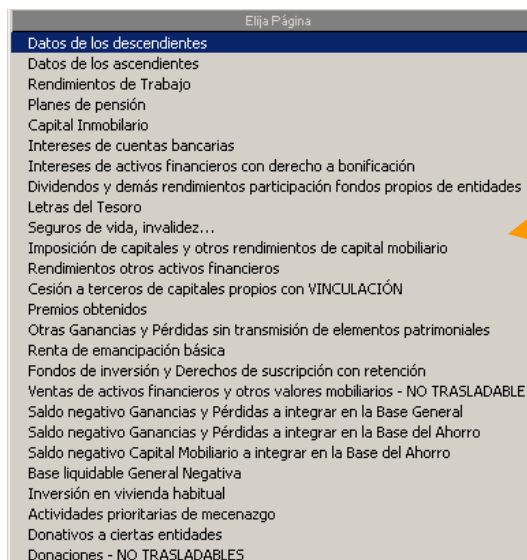 Elija Página
Datos de los descendientes
Datos de los ascendientes
Rendimientos de Trabajo
Planes de pensión
Capital Inmobilario
Intereses de cuentas bancarias
Intereses de activos financieros con derecho a bonificación
Dividendos y demás rendimientos participación fondos propios de entidades
Letras del Tesoro
Seguros de vida, invalidez...
Imposición de capitales y otros rendimientos de capital mobiliario
Rendimientos otros activos financieros
Cesión a terceros de capitales propios con VINCULACIÓN
Premios obtenidos
Otras Ganancias y Pérdidas sin transmisión de elementos patrimoniales
Renta de emancipación básica
Fondos de inversión y Derechos de suscripción con retención
Ventas de activos financieros y otros valores mobiliarios - NO TRASLADABLE
Saldo negativo Ganancias y Pérdidas a integrar en la Base General
Saldo negativo Ganancias y Pérdidas a integrar en la Base del Ahorro
Saldo negativo Capital Mobiliario a integrar en la Base del Ahorro
Base liquidable General Negativa
Inversión en vivienda habitual
Actividades prioritarias de mecenazgo
Donativos a ciertas entidades
Donaciones - NO TRASLADABLES